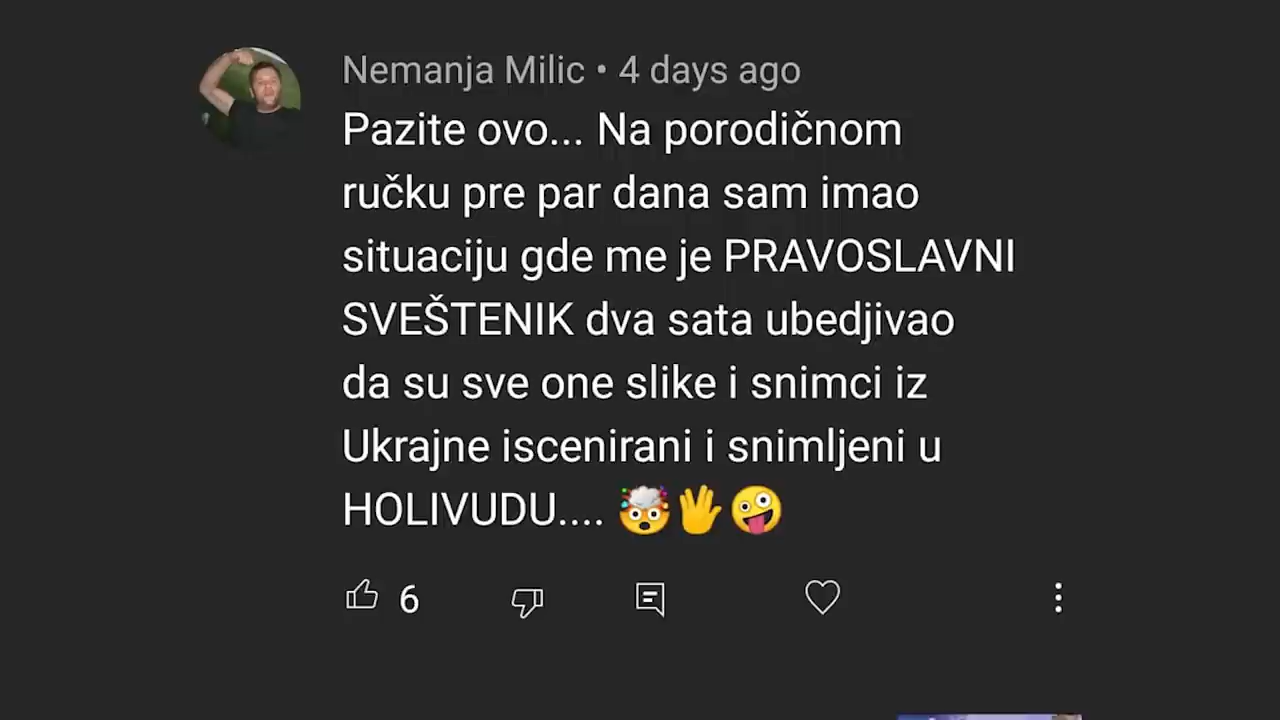 Nemanja Milic • 4 days ago
Pazite ovo... Na porodičnom
ručku pre par dana sam imao
situaciju gde me je PRAVOSLAVNI
SVEŠTENIK dva sata ubedjivao
da su sve one slike i snimci iz
Ukrajne iscenirani i snimljeni u
HOLIVUDU.... 🤯🖖🤪
6